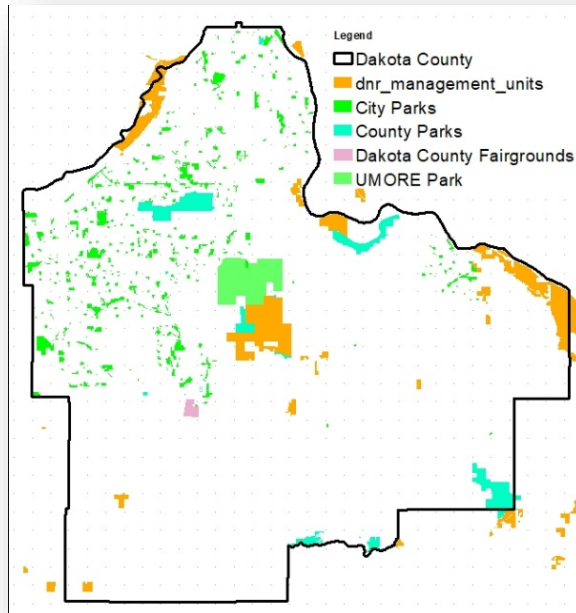 Legend
Dakota County
dnr_management_units
City Parks
County Parks
Dakota County Fairgrounds
UMORE Park